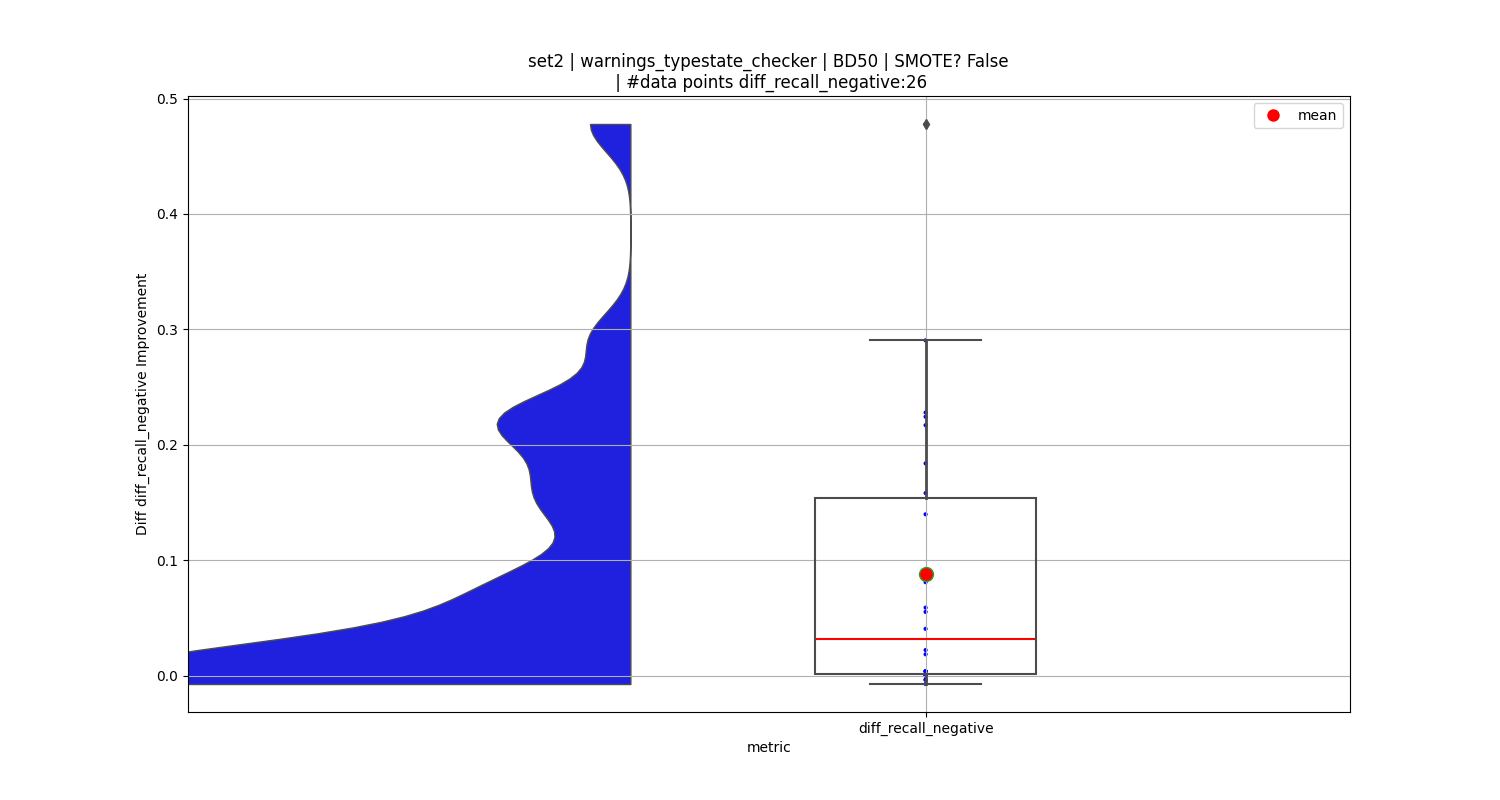 set2 | warnings_typestate_checker | BD50 | SMOTE? False
| #data points diff_recall_negative:26
0.5
mean
0.4
0.3
Diff diff_recall_negative Improvement
0.2
0.1
0.0
diff_recall_negative
metric